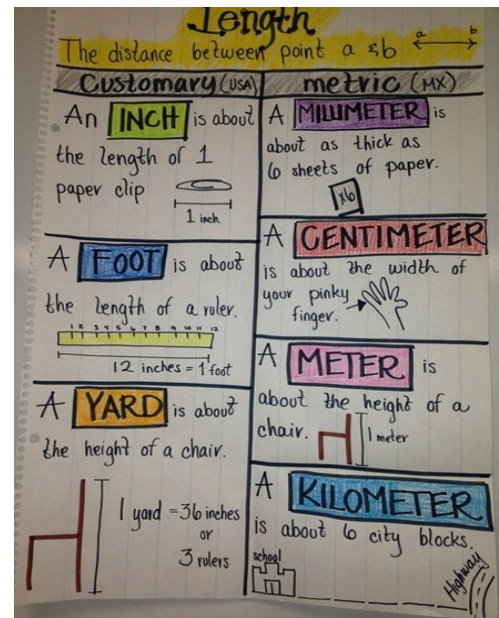 Length
The distance between point a & b
a b
Customary (USA)
An INCH is about
the length of 1
paper clip
1 inch
A FOOT is about
the length of a ruler.
1 2 3 4 5 6 7 8 9 10 11 12
12 inches = 1 foot
A YARD is about
the height of a chair.
1 yard = 36 inches
or
3 rulers
metric (MX)
A MILLIMETER is
about as thick as
6 sheets of paper.
x6
A CENTIMETER
is about the width of
your pinky
finger.
A METER is
about the height of a
chair.
1 meter
A KILOMETER
is about 6 city blocks.
school
Highway